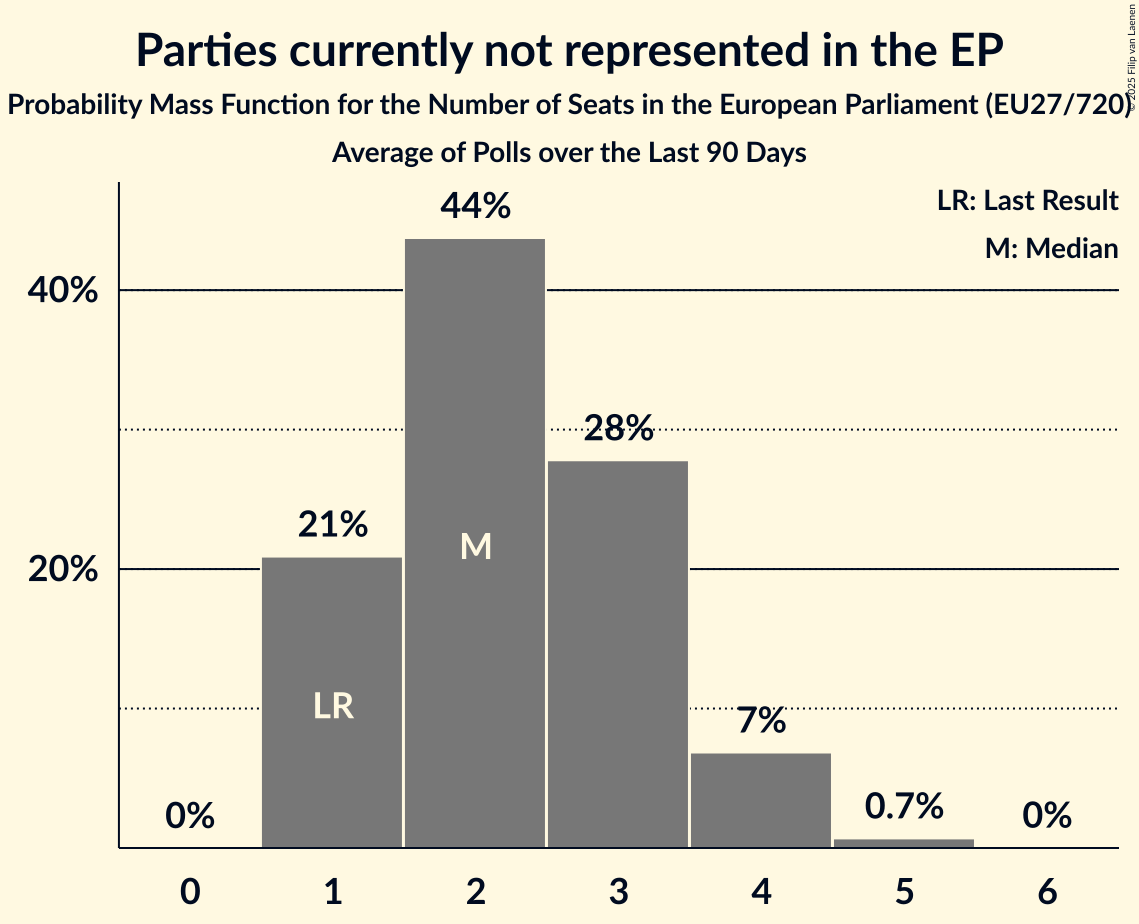 Parties currently not represented in the EP
Probability Mass Function for the Number of Seats in the European Parliament (EU27/720)
Average of Polls over the Last 90 Days
© 2025 Filip van Laenen
LR: Last Result
M: Median
44%
40%
28%
21%
20%
M
LR
7%
0%
0.7%
0%
0 1 2 3 4 5 6